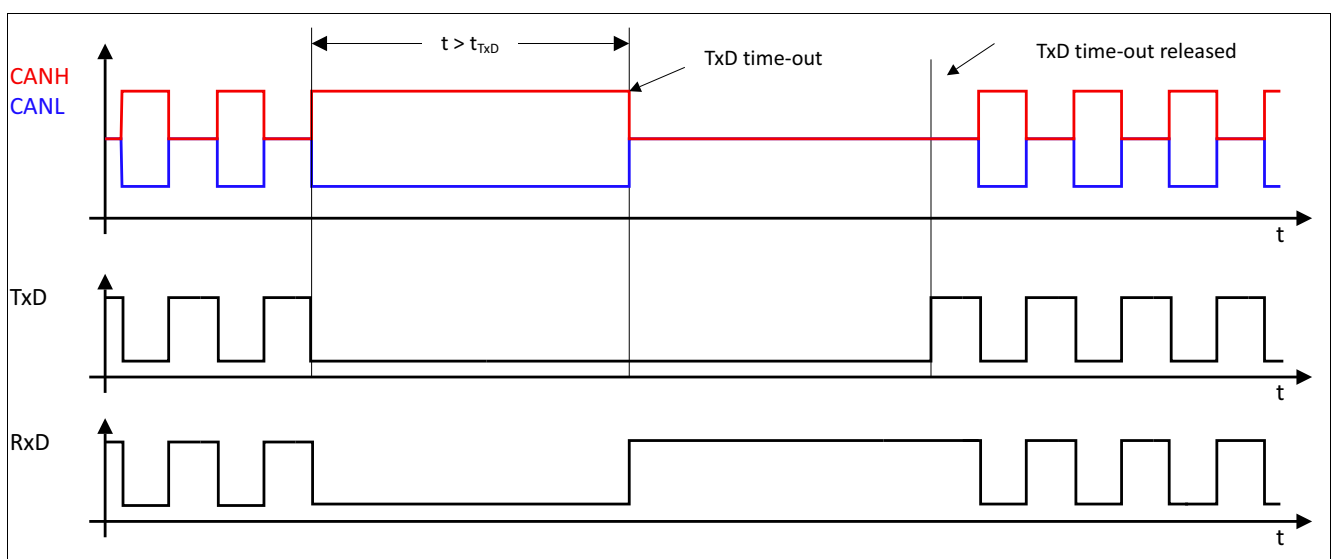 t > tTxD
TxD time-out
TxD time-out released
CANH
CANL
t
TxD
t
RxD
t